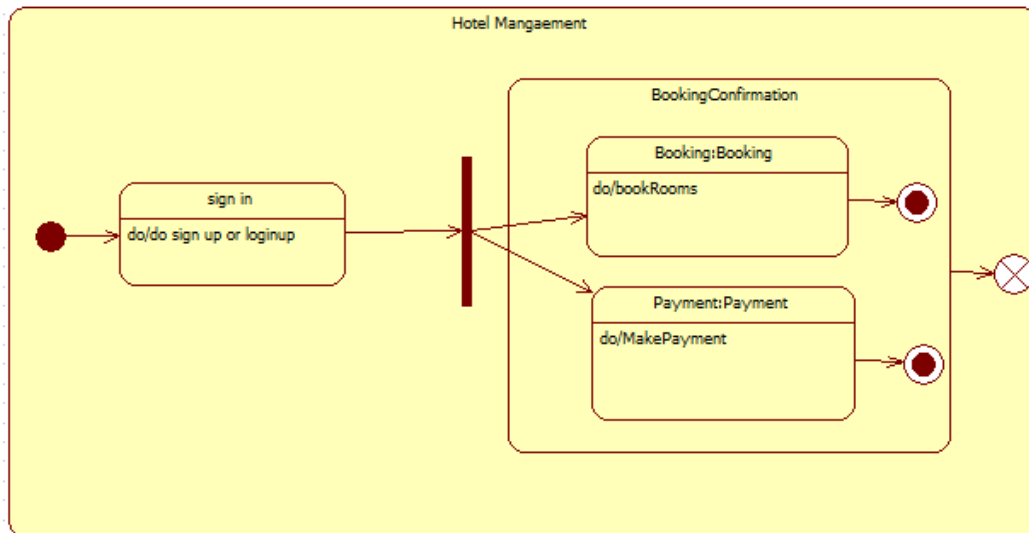 Hotel Mangaement
BookingConfirmation
Booking:Booking
do/bookRooms
sign in
do/do sign up or loginup
Payment:Payment
do/MakePayment